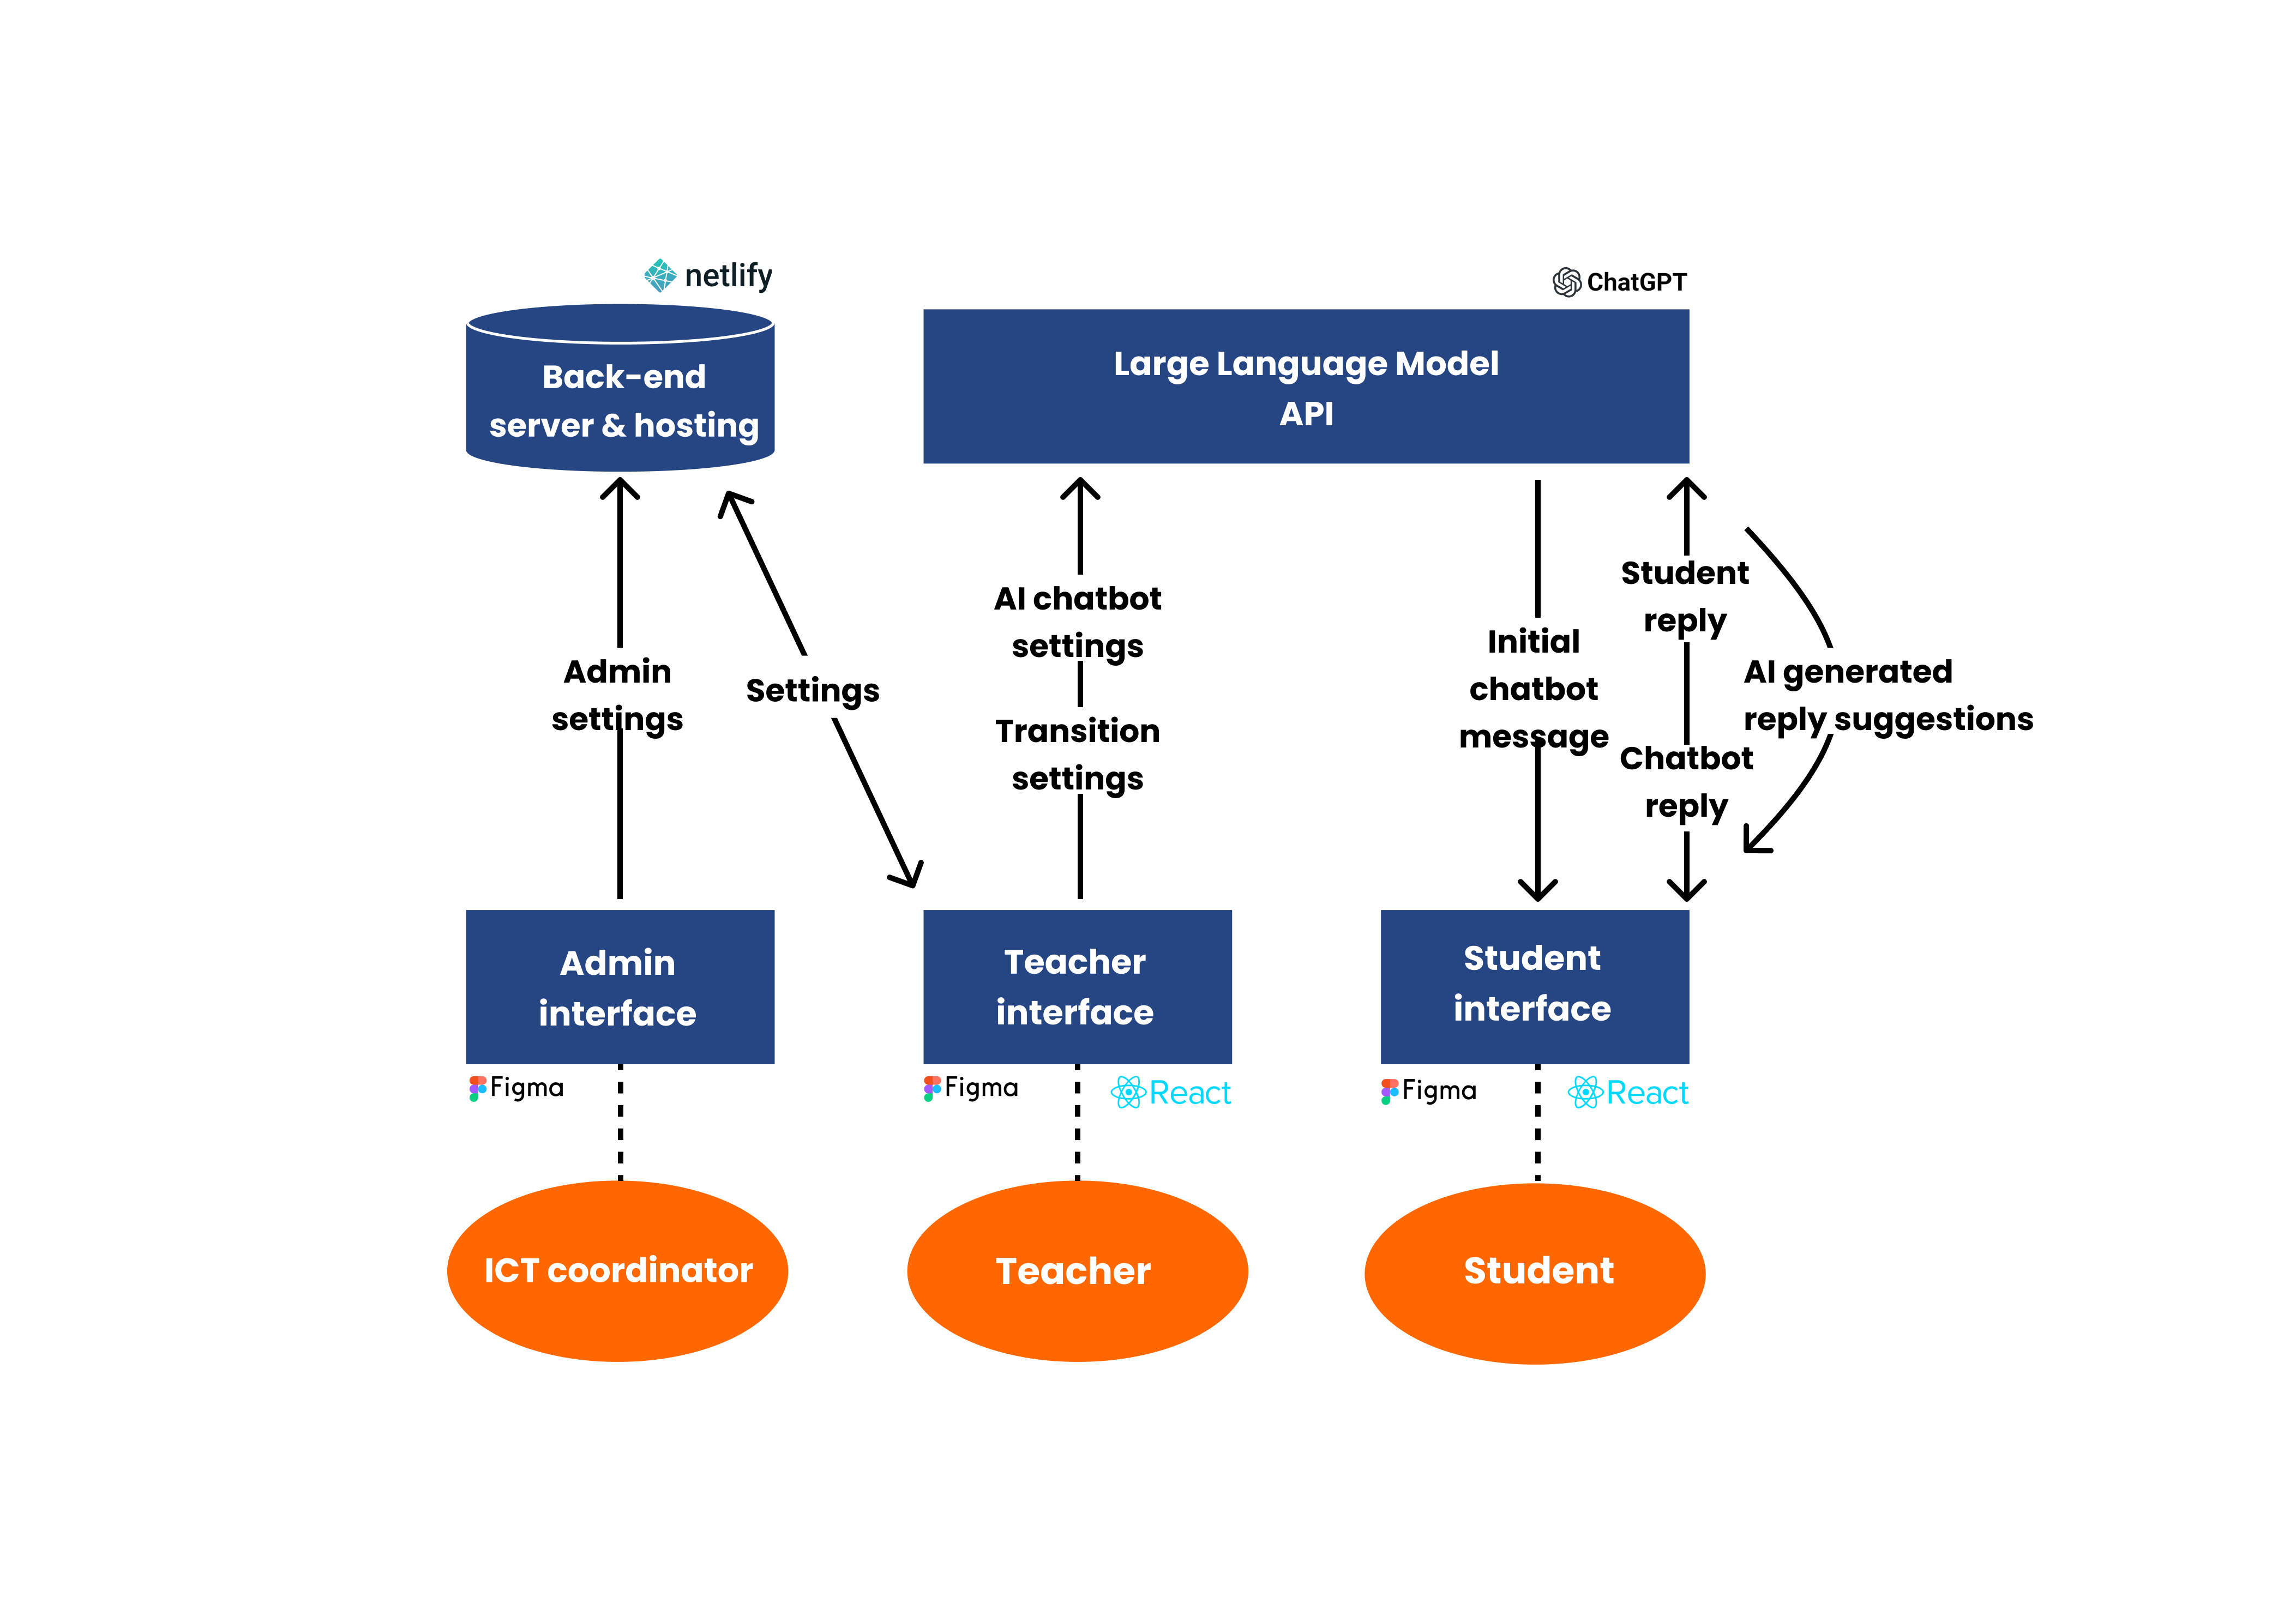 netlify
ChatGPT
Back-end
server & hosting
Large Language Model
API
Admin
settings
Settings
AI chatbot
settings
Transition
settings
Initial
chatbot
message
Student
reply
Chatbot
reply
AI generated
reply suggestions
Admin
interface
Teacher
interface
Student
interface
Figma
Figma
React
Figma
React
ICT coordinator
Teacher
Student